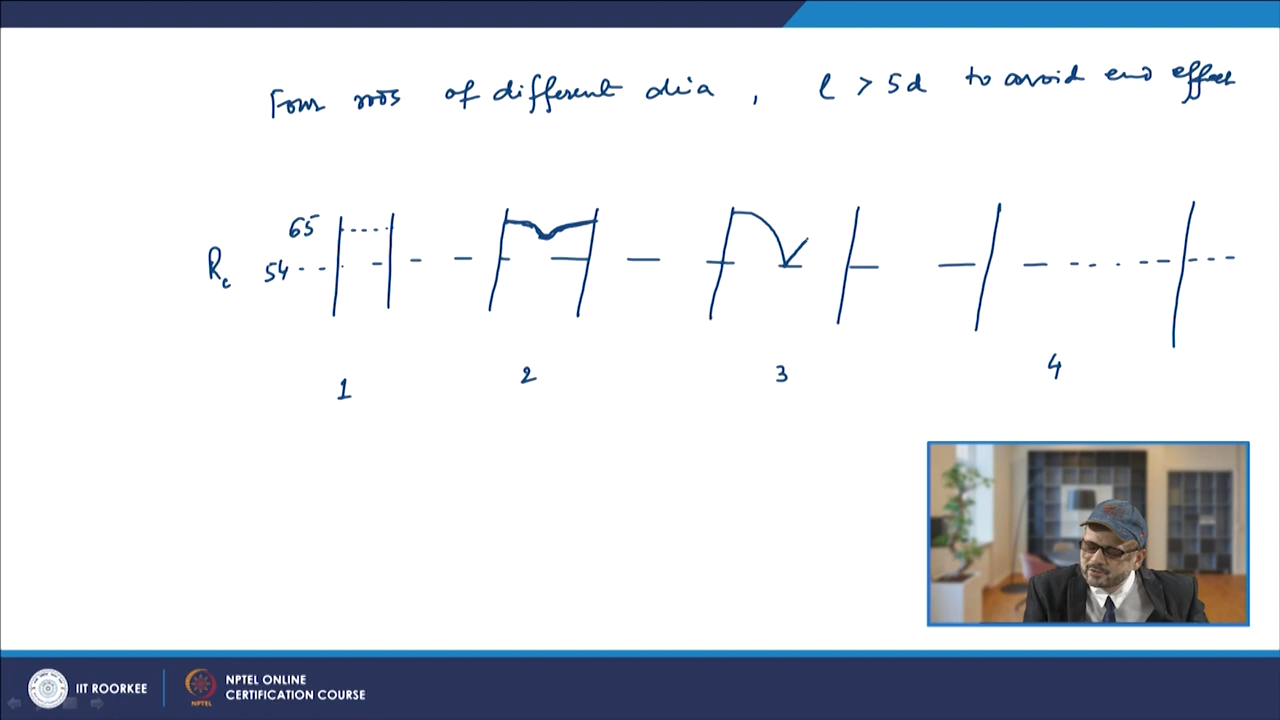 Four rods of different dia , l > 5d to avoid end effect
65
Rc 54
1 2 3 4
IIT ROORKEE
NPTEL ONLINE
CERTIFICATION COURSE
NPTEL